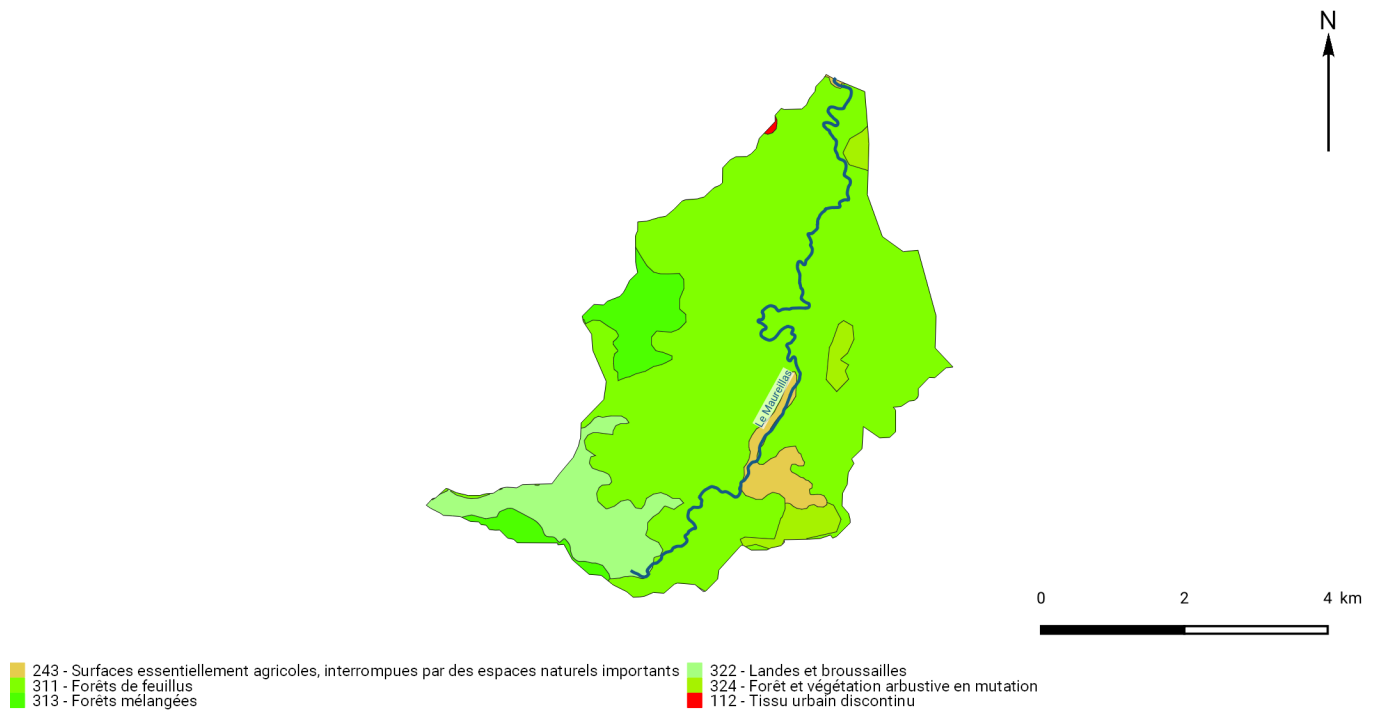 N
Le Maureillas
0 2 4 km
243 - Surfaces essentiellement agricoles, interrompues par des espaces naturels importants
311 - Forêts de feuillus
313 - Forêts mélangées
322 - Landes et broussailles
324 - Forêt et végétation arbustive en mutation
112 - Tissu urbain discontinu